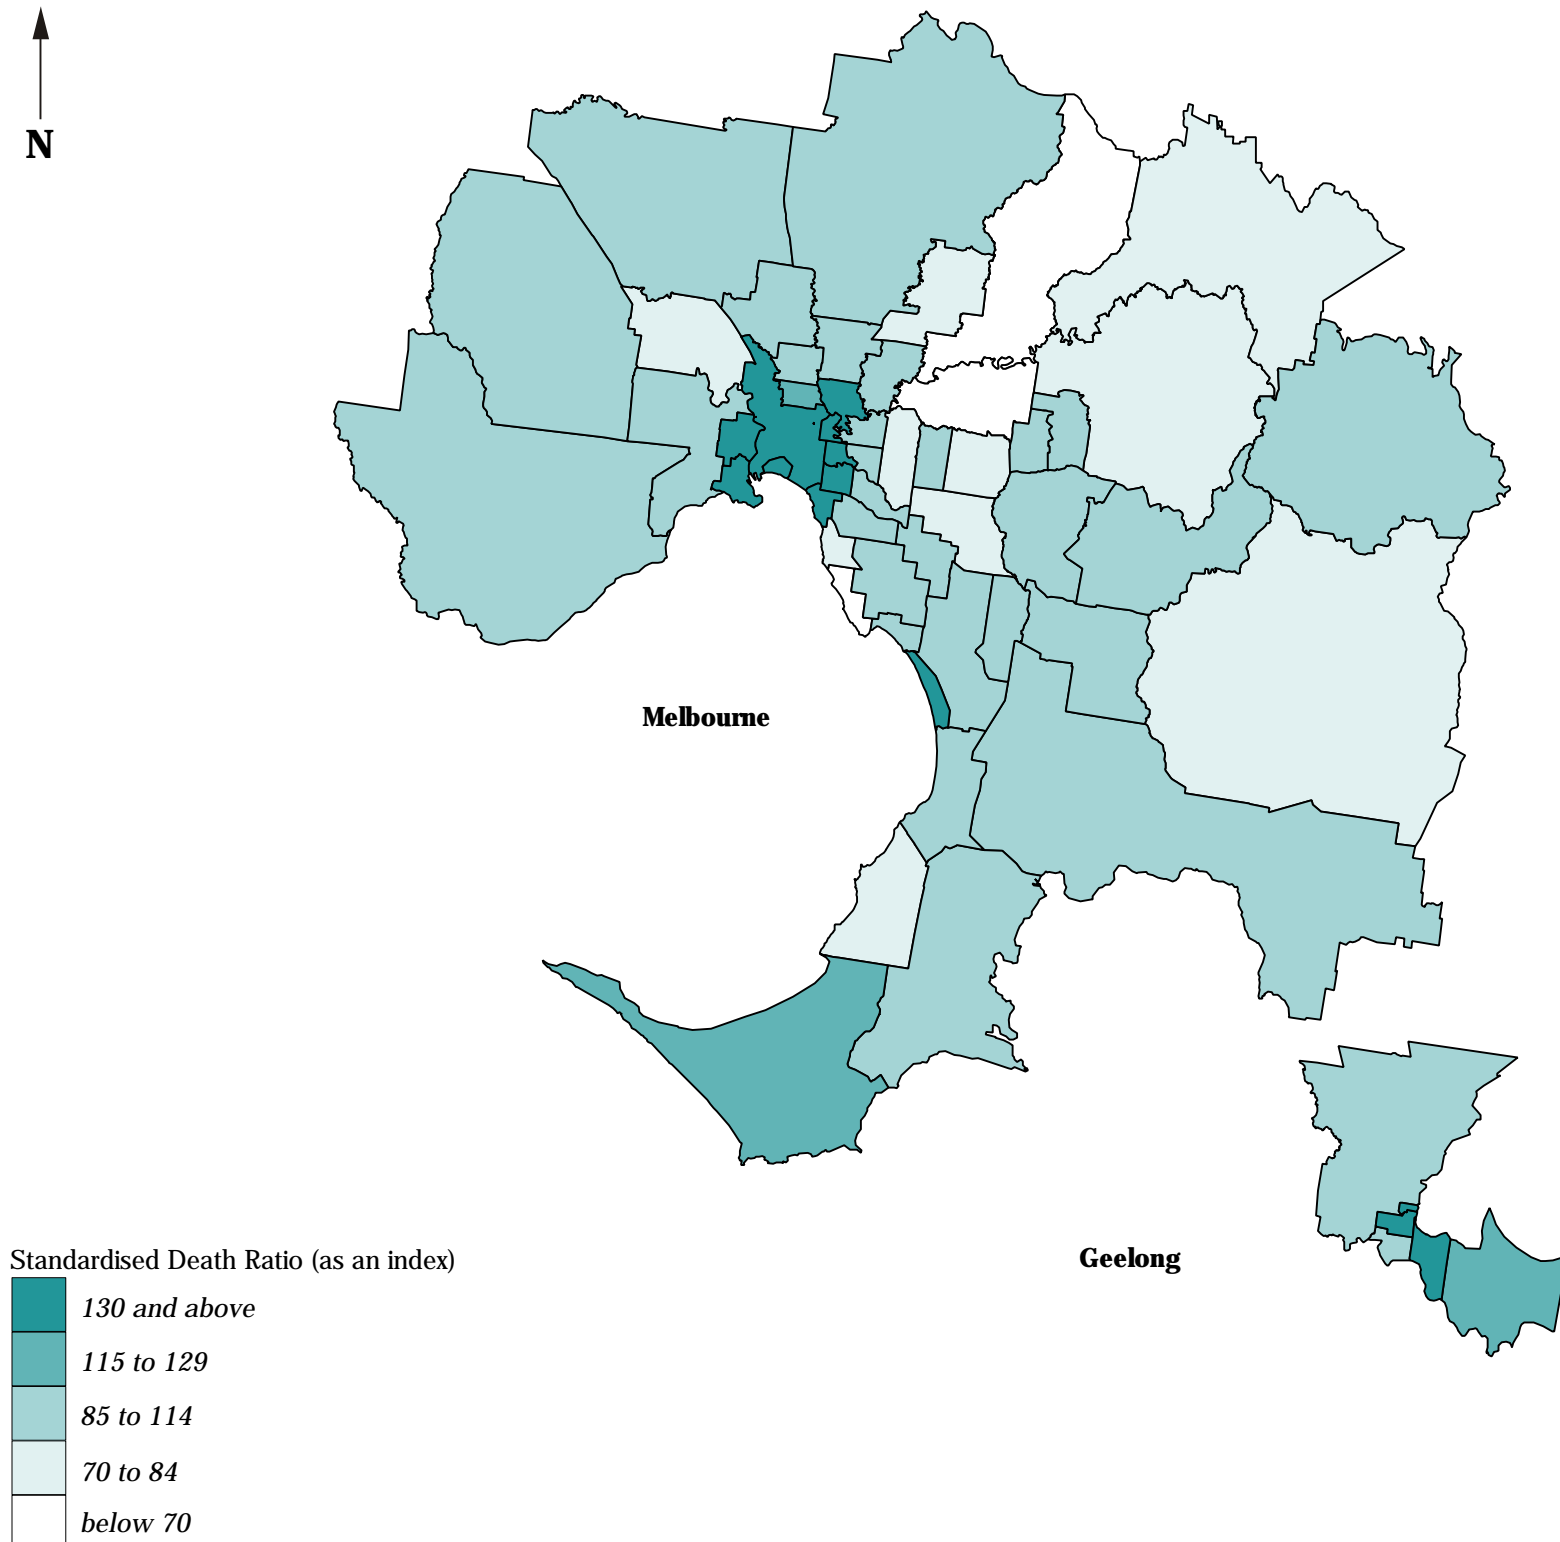 N
Melbourne
Geelong
Standardised Death Ratio (as an index)
130 and above
115 to 129
85 to 114
70 to 84
below 70